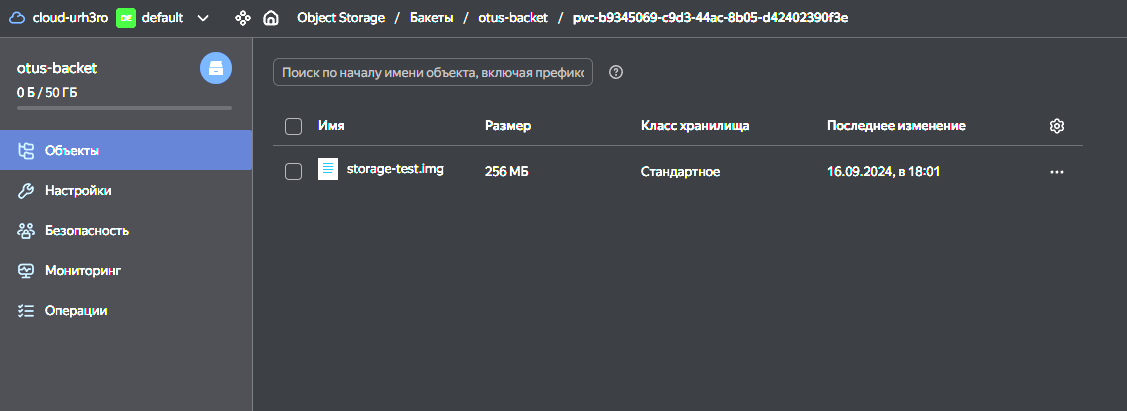 cloud-urh3ro DE default Object Storage / Бакеты / otus-backet / pvc-b9345069-c9d3-44ac-8b05-d42402390f3e
otus-backet
0 Б / 50 ГБ
Объекты
Настройки
Безопасность
Мониторинг
Операции
Поиск по началу имени объекта, включая префикс
Имя Размер Класс хранилища Последнее изменение
storage-test.img 256 МБ Стандартное 16.09.2024, в 18:01